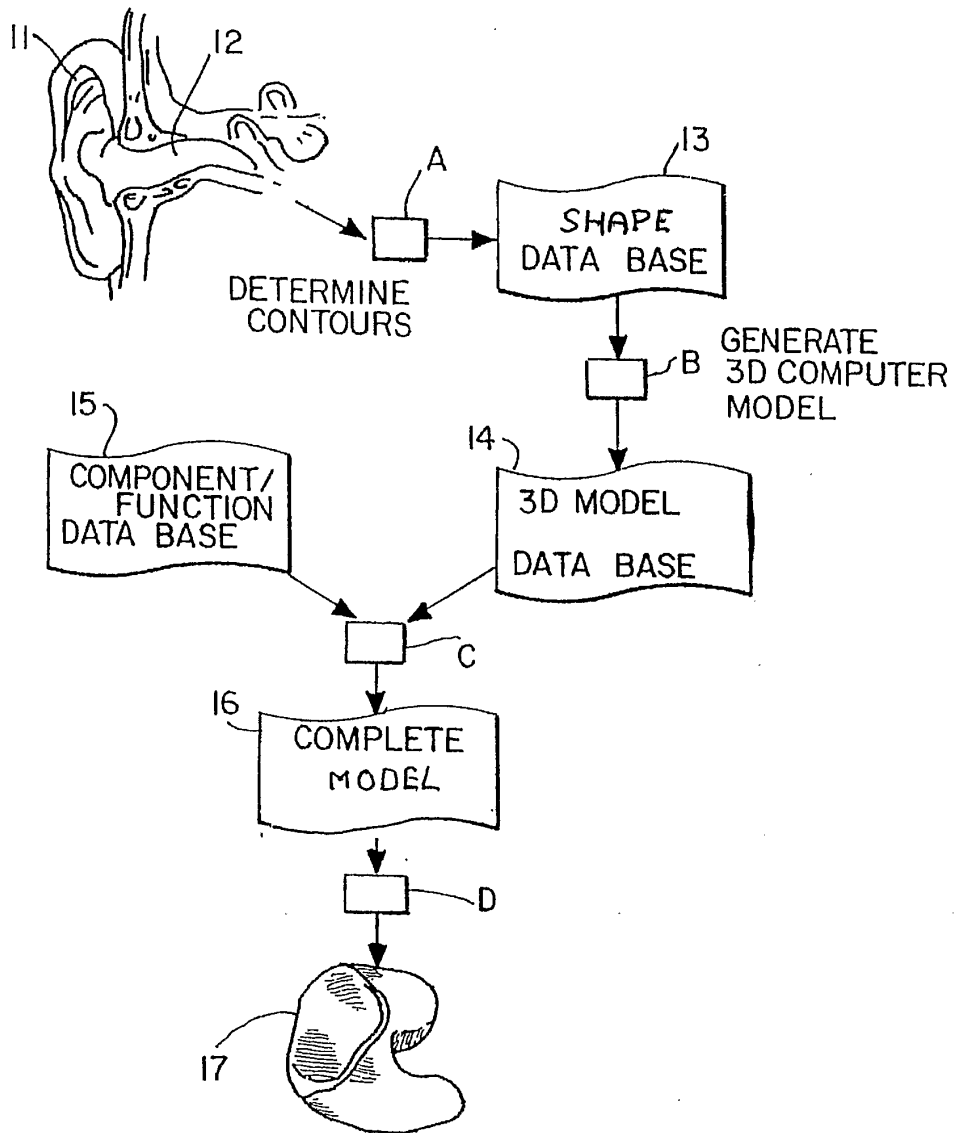 11
12
A
13
SHAPE
DATA BASE
DETERMINE
CONTOURS
B
GENERATE
3D COMPUTER
MODEL
15
COMPONENT/
FUNCTION
DATA BASE
14
3D MODEL
DATA BASE
C
16
COMPLETE
MODEL
D
17